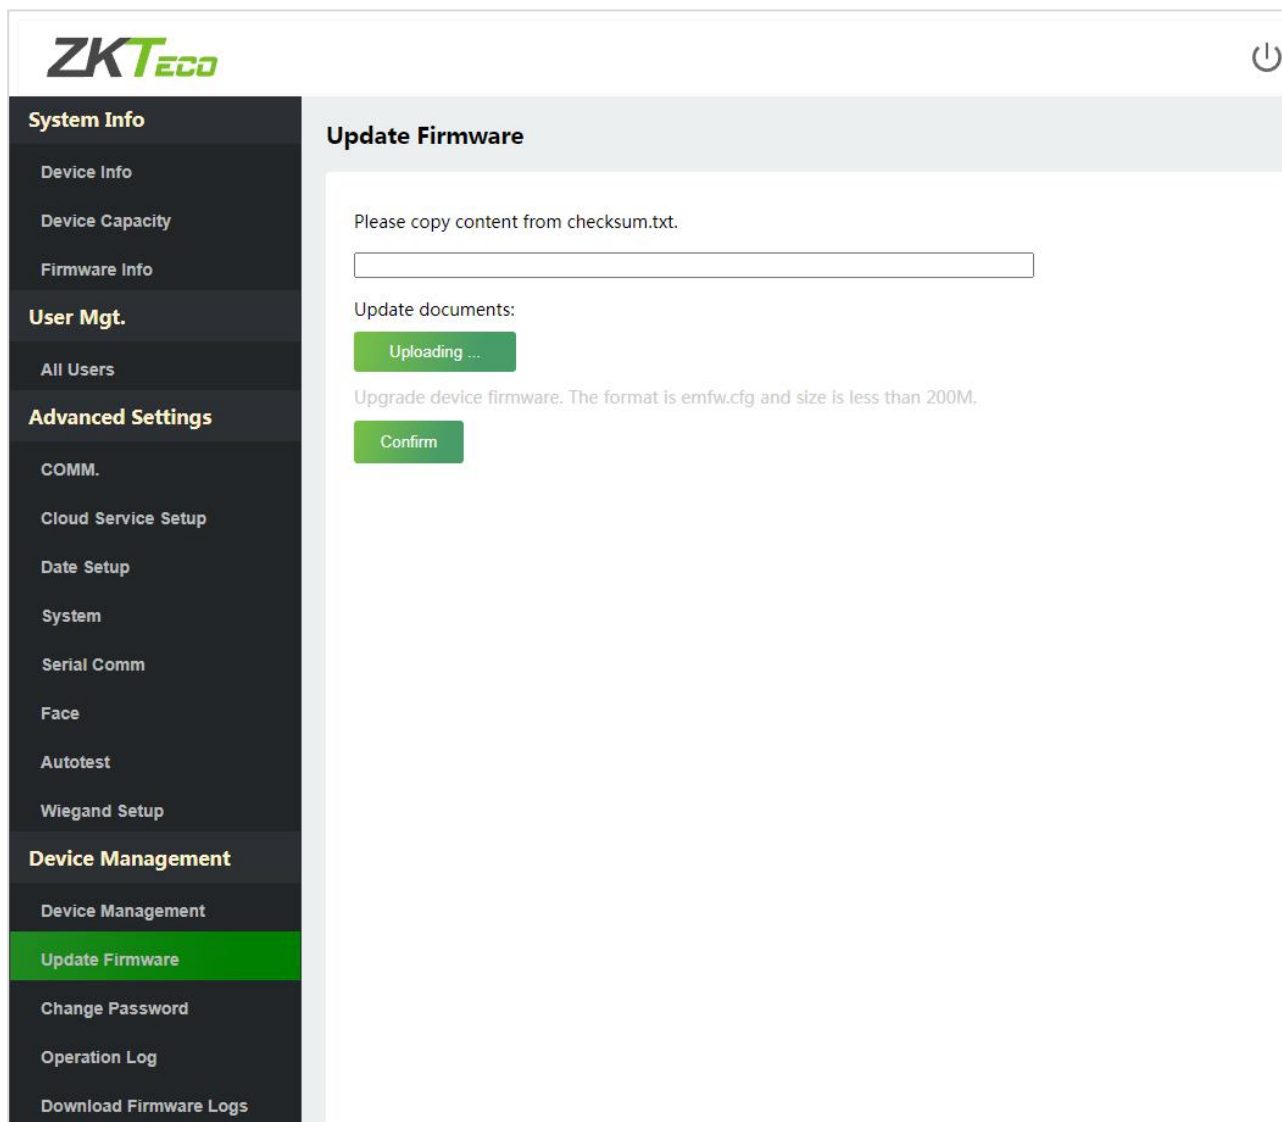 ZKTECO
System Info
Device Info
Device Capacity
Firmware Info
User Mgt.
All Users
Advanced Settings
COMM.
Cloud Service Setup
Date Setup
System
Serial Comm
Face
Autotest
Wiegand Setup
Device Management
Device Management
Update Firmware
Change Password
Operation Log
Download Firmware Logs
Update Firmware
Please copy content from checksum.txt.
Update documents:
Uploading ...
Upgrade device firmware. The format is emfw.cfg and size is less than 200M.
Confirm